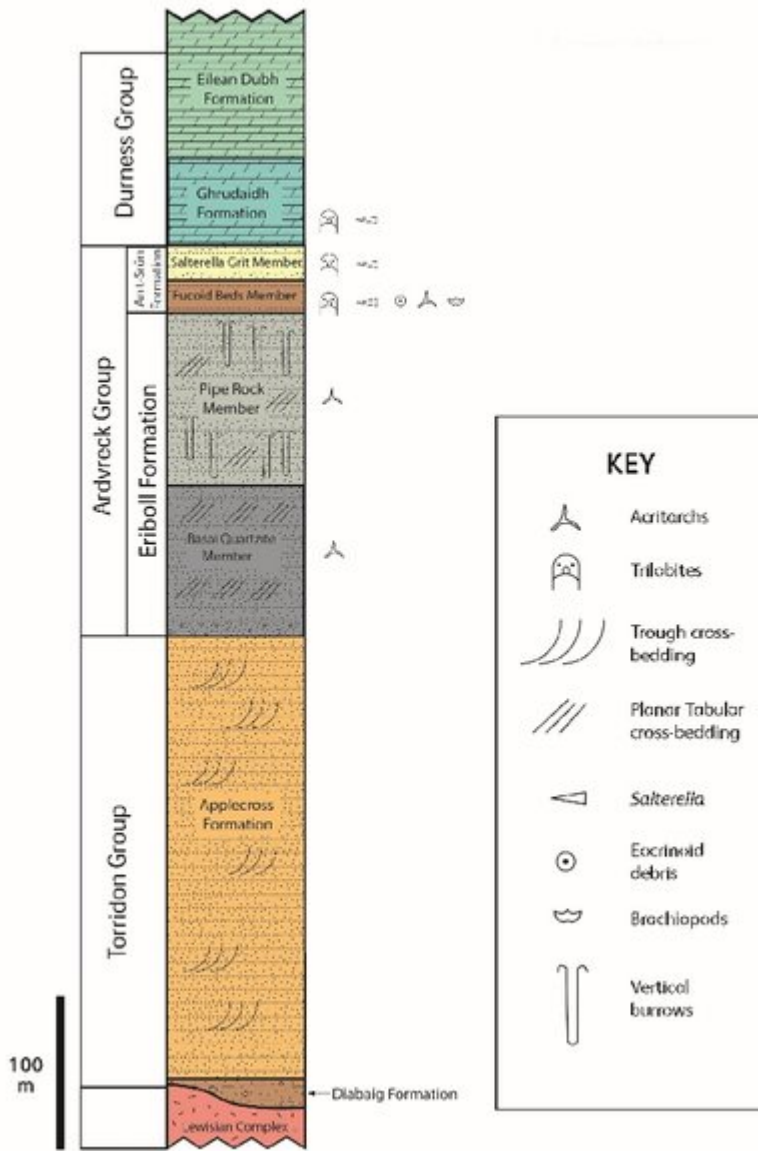 Durness Group
Ardvreck Group
An t-Sròn
Formation
Eriboll Formation
Torridon Group
Eilean Dubh
Formation
Ghrudaidh
Formation
Salterella Grit Member
Fucoid Beds Member
Pipe Rock
Member
Basal Quartzite
Member
Applecross
Formation
Diabaig Formation
Lewisian Complex
100
m
KEY
Acritarchs
Trilobites
Trough cross-
bedding
Planar Tabular
cross-bedding
Salterella
Eocrinoid
debris
Brachiopods
Vertical
burrows